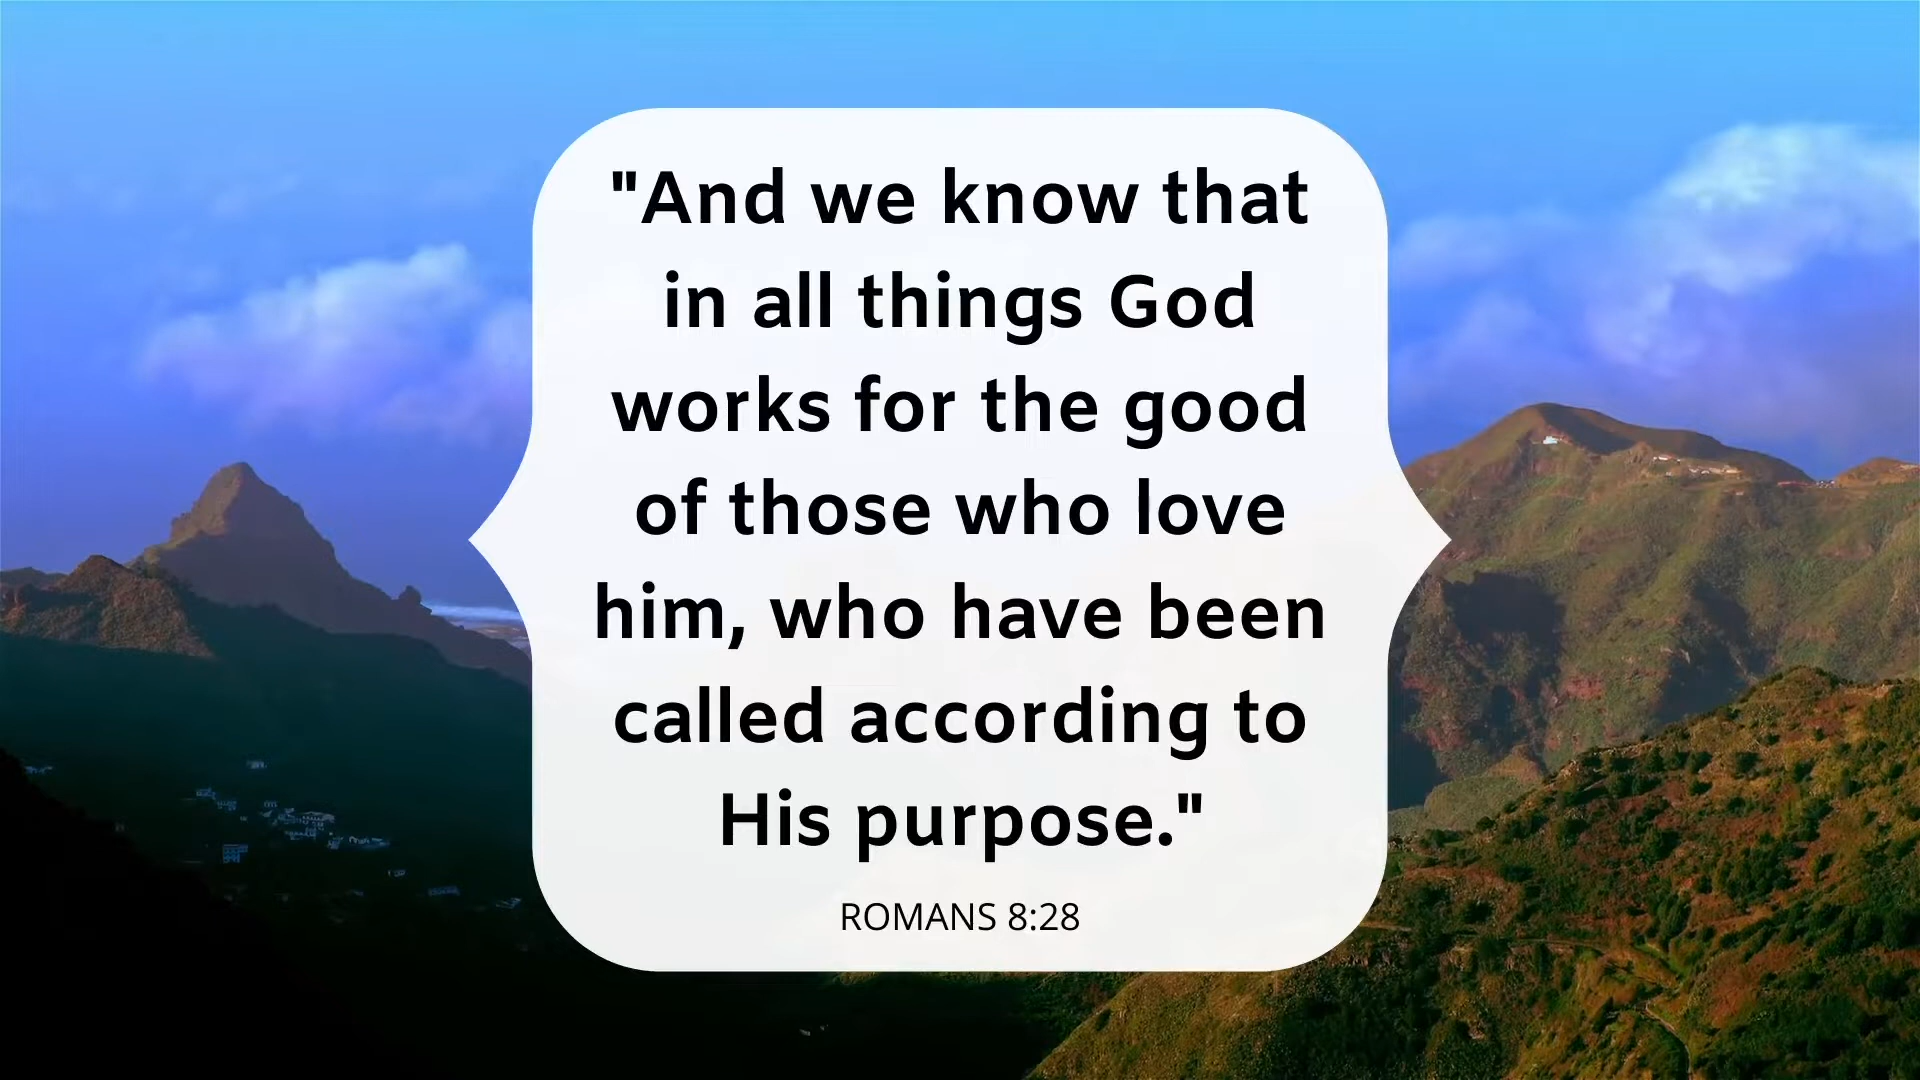 "And we know that
in all things God
works for the good
of those who love
him, who have been
called according to
His purpose."
ROMANS 8:28